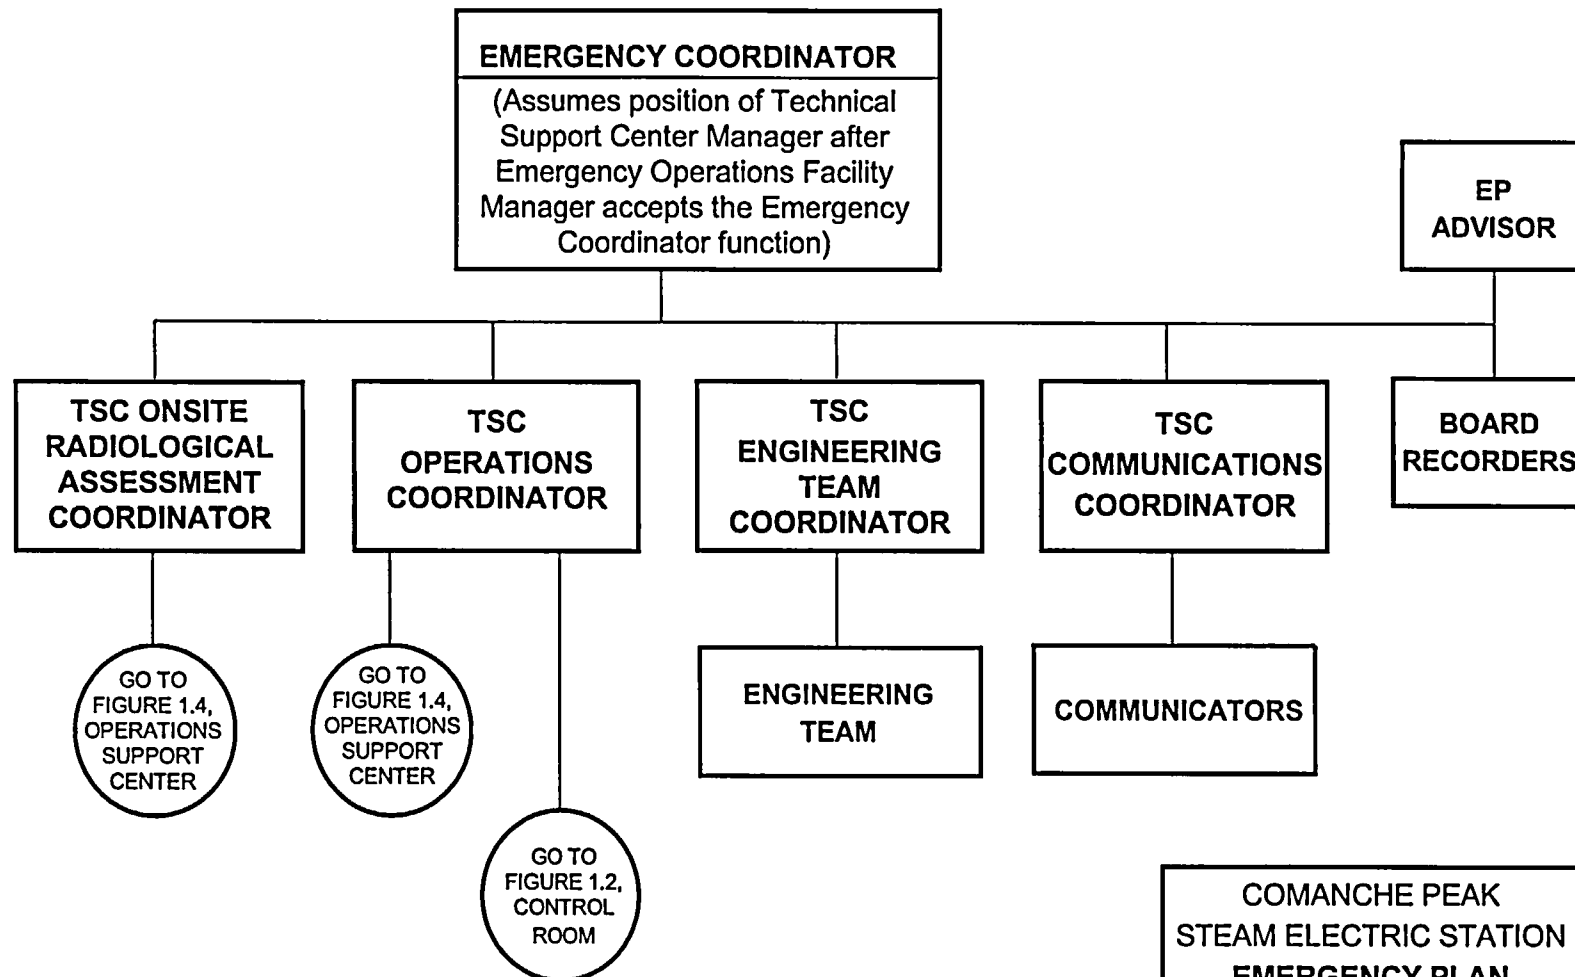 EMERGENCY COORDINATOR
(Assumes position of Technical
Support Center Manager after
Emergency Operations Facility
Manager accepts the Emergency
Coordinator function)
EP
ADVISOR
TSC ONSITE
RADIOLOGICAL
ASSESSMENT
COORDINATOR
TSC
OPERATIONS
COORDINATOR
TSC
ENGINEERING
TEAM
COORDINATOR
TSC
COMMUNICATIONS
COORDINATOR
BOARD
RECORDERS
GO TO
FIGURE 1.4,
OPERATIONS
SUPPORT
CENTER
GO TO
FIGURE 1.4,
OPERATIONS
SUPPORT
CENTER
GO TO
FIGURE 1.2,
CONTROL
ROOM
ENGINEERING
TEAM
COMMUNICATORS
COMANCHE PEAK
STEAM ELECTRIC STATION
EMERGENCY PLAN